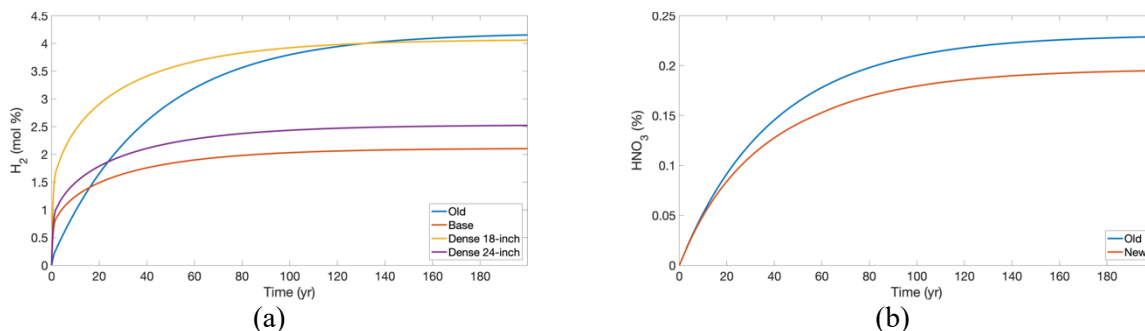 4.5
4
3.5
3
2.5
2
1.5
1
0.5
0
H2 (mol %)
0 20 40 60 80 100 120 140 160 180
Time (yr)
Old
Base
Dense 18-inch
Dense 24-inch
(a)
0.25
0.2
0.15
0.1
0.05
0
HNO3 (%)
0 20 40 60 80 100 120 140 160 180
Time (yr)
Old
New
(b)